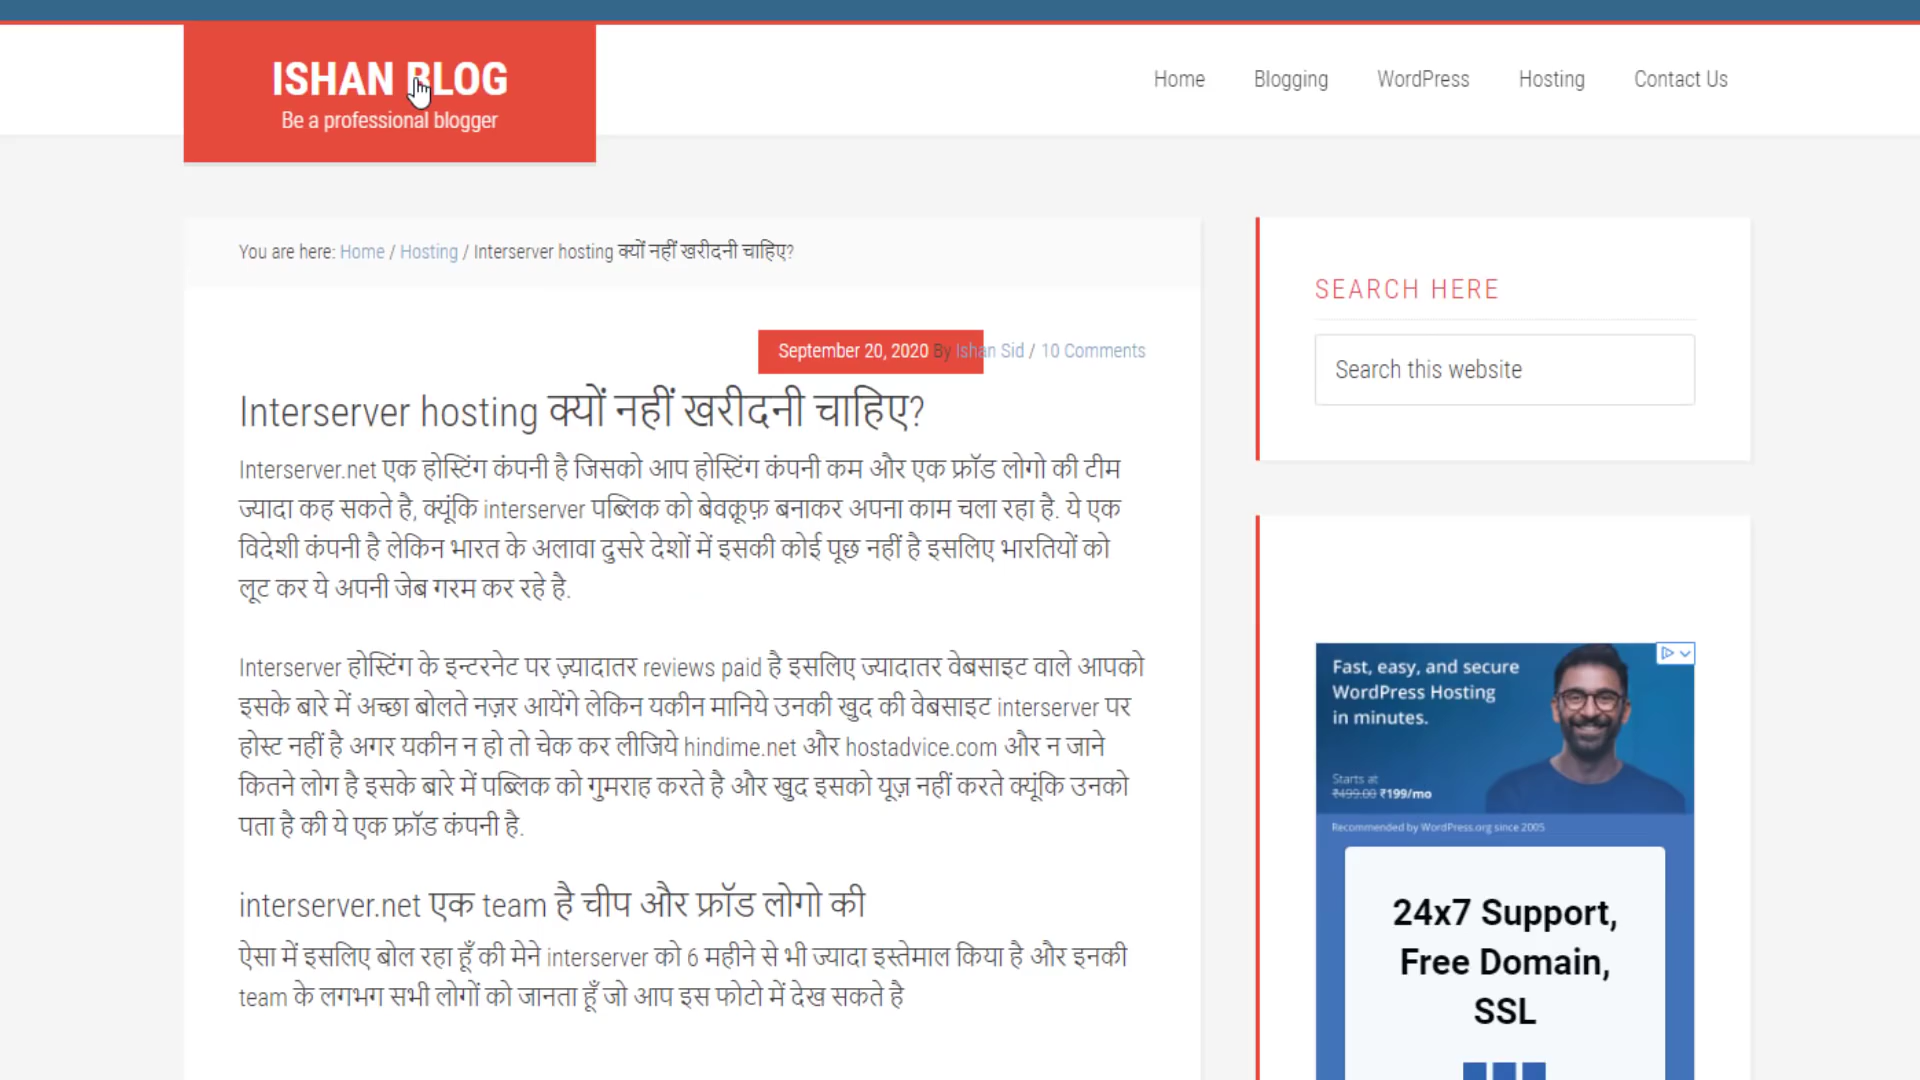 ISHAN BLOG
Be a professional blogger
Home
Blogging
WordPress
Hosting
Contact Us
You are here: Home / Hosting / Interserver hosting क्यों नहीं खरीदनी चाहिए?
September 20, 2020 By Ishan Sid / 10 Comments
Interserver hosting क्यों नहीं खरीदनी चाहिए?
Interserver.net एक होस्टिंग कंपनी है जिसको आप होस्टिंग कंपनी कम और एक फ्रॉड लोगो की टीम
ज्यादा कह सकते है, क्यूंकि interserver पब्लिक को बेवक़ूफ़ बनाकर अपना काम चला रहा है. ये एक
विदेशी कंपनी है लेकिन भारत के अलावा दुसरे देशों में इसकी कोई पूछ नहीं है इसलिए भारतियों को
लूट कर ये अपनी जेब गरम कर रहे है.
Interserver होस्टिंग के इन्टरनेट पर ज़्यादातर reviews paid है इसलिए ज्यादातर वेबसाइट वाले आपको
इसके बारे में अच्छा बोलते नज़र आयेंगे लेकिन यकीन मानिये उनकी खुद की वेबसाइट interserver पर
होस्ट नहीं है अगर यकीन न हो तो चेक कर लीजिये hindime.net और hostadvice.com और न जाने
कितने लोग है इसके बारे में पब्लिक को गुमराह करते है और खुद इसको यूज़ नहीं करते क्यूंकि उनको
पता है की ये एक फ्रॉड कंपनी है.
interserver.net एक team है चीप और फ्रॉड लोगो की
ऐसा में इसलिए बोल रहा हूँ की मेने interserver को 6 महीने से भी ज्यादा इस्तेमाल किया है और इनकी
team के लगभग सभी लोगों को जानता हूँ जो आप इस फोटो में देख सकते है
SEARCH HERE
Search this website
Fast, easy, and secure
WordPress Hosting
in minutes.
Starts at
₹499.00 ₹199/mo
Recommended by WordPress.org since 2005
24x7 Support,
Free Domain,
SSL